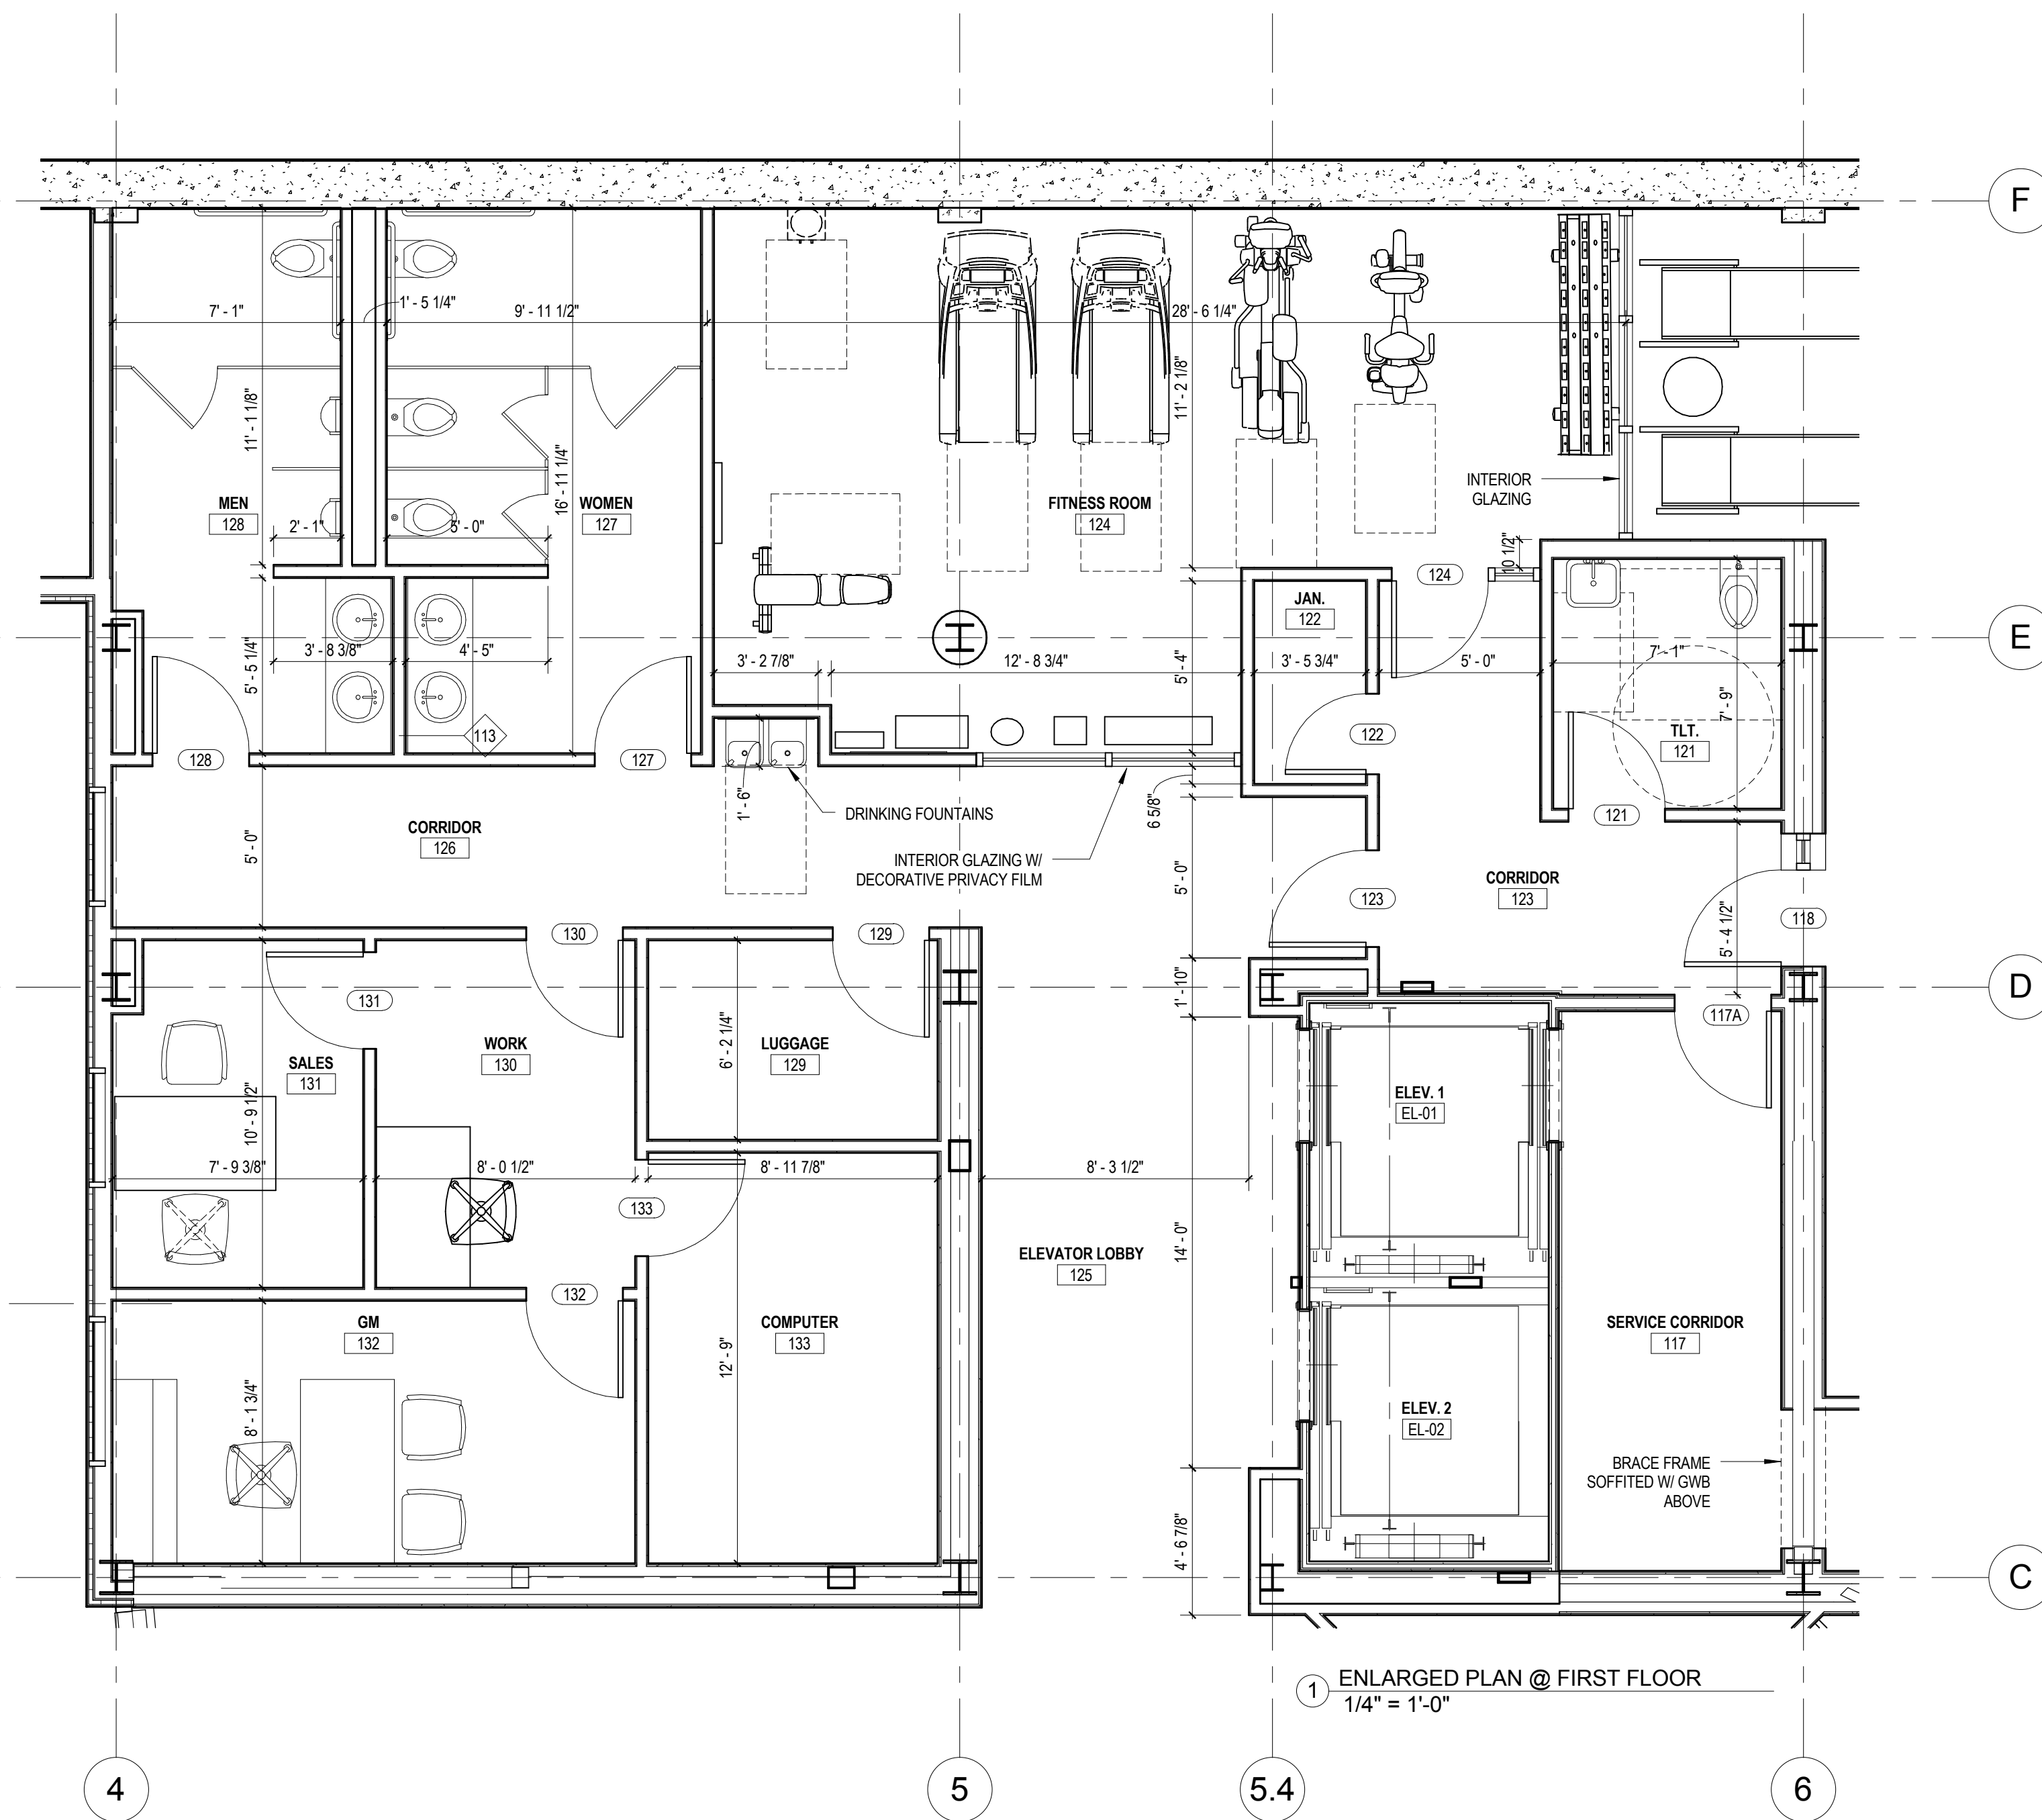 F
7' - 1"
1' - 5 1/4"
9' - 11 1/2"
28' - 6 1/4"
11' - 1 1/8"
16' - 11 1/4"
11' - 2 1/8"
MEN
128
2' - 1"
5' - 0"
WOMEN
127
FITNESS ROOM
124
INTERIOR
GLAZING
10 1/2"
124
JAN.
122
E
5' - 5 1/4"
3' - 8 3/8"
4' - 5"
3' - 2 7/8"
12' - 8 3/4"
5' - 4"
3' - 5 3/4"
5' - 0"
7' - 1"
7' - 9"
113
122
TLT.
121
128
127
1' - 6"
DRINKING FOUNTAINS
6 5/8"
121
CORRIDOR
126
5' - 0"
INTERIOR GLAZING W/
DECORATIVE PRIVACY FILM
5' - 0"
CORRIDOR
123
123
118
5' - 4 1/2"
130
129
D
131
1' - 10"
117A
SALES
131
WORK
130
6' - 2 1/4"
LUGGAGE
129
ELEV. 1
EL-01
10' - 9 1/2"
7' - 9 3/8"
8' - 0 1/2"
8' - 11 7/8"
8' - 3 1/2"
133
ELEVATOR LOBBY
125
14' - 0"
132
GM
132
COMPUTER
133
12' - 9"
SERVICE CORRIDOR
117
8' - 1 3/4"
ELEV. 2
EL-02
BRACE FRAME
SOFFITED W/ GWB
ABOVE
4' - 6 7/8"
C
1
ENLARGED PLAN @ FIRST FLOOR
1/4" = 1'-0"
4
5
5.4
6